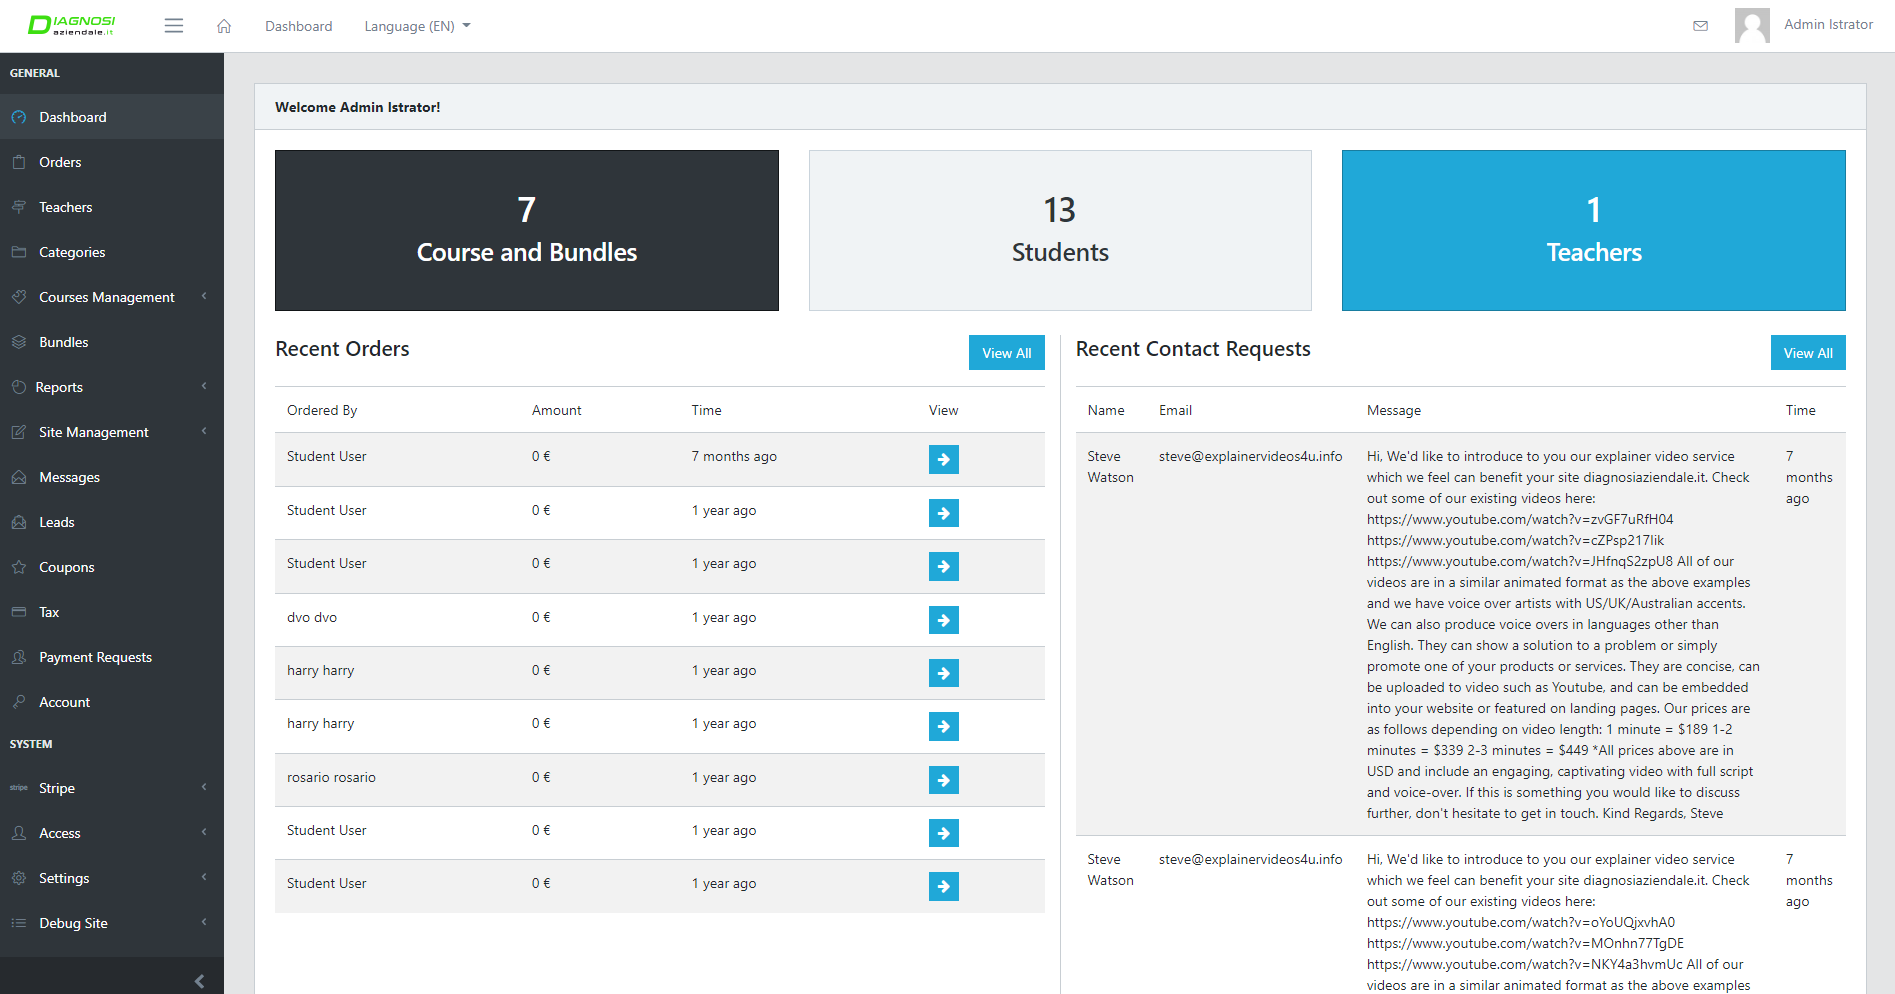 DIAGNOSI
aziendale.it
Dashboard
Language (EN)
Admin Istrator
GENERAL
Dashboard
Orders
Teachers
Categories
Courses Management
Bundles
Reports
Site Management
Messages
Leads
Coupons
Tax
Payment Requests
Account
SYSTEM
stripe Stripe
Access
Settings
Debug Site
Welcome Admin Istrator!
7
Course and Bundles
13
Students
1
Teachers
Recent Orders
View All
Ordered By Amount Time View
Student User 0 € 7 months ago
Student User 0 € 1 year ago
Student User 0 € 1 year ago
dvo dvo 0 € 1 year ago
harry harry 0 € 1 year ago
harry harry 0 € 1 year ago
rosario rosario 0 € 1 year ago
Student User 0 € 1 year ago
Student User 0 € 1 year ago
Recent Contact Requests
View All
Name Email Message Time
Steve
Watson
steve@explainervideos4u.info
Hi, We'd like to introduce to you our explainer video service
which we feel can benefit your site diagnosiaziendale.it. Check
out some of our existing videos here:
https://www.youtube.com/watch?v=zvGF7uRfH04
https://www.youtube.com/watch?v=cZPsp217Iik
https://www.youtube.com/watch?v=JHfnqS2zpU8 All of our
videos are in a similar animated format as the above examples
and we have voice over artists with US/UK/Australian accents.
We can also produce voice overs in languages other than
English. They can show a solution to a problem or simply
promote one of your products or services. They are concise, can
be uploaded to video such as Youtube, and can be embedded
into your website or featured on landing pages. Our prices are
as follows depending on video length: 1 minute = $189 1-2
minutes = $339 2-3 minutes = $449 *All prices above are in
USD and include an engaging, captivating video with full script
and voice-over. If this is something you would like to discuss
further, don't hesitate to get in touch. Kind Regards, Steve
7
months
ago
Steve
Watson
steve@explainervideos4u.info
Hi, We'd like to introduce to you our explainer video service
which we feel can benefit your site diagnosiaziendale.it. Check
out some of our existing videos here:
https://www.youtube.com/watch?v=oYoUQjxvhA0
https://www.youtube.com/watch?v=MOnhn77TgDE
https://www.youtube.com/watch?v=NKY4a3hvmUc All of our
videos are in a similar animated format as the above examples
7
months
ago